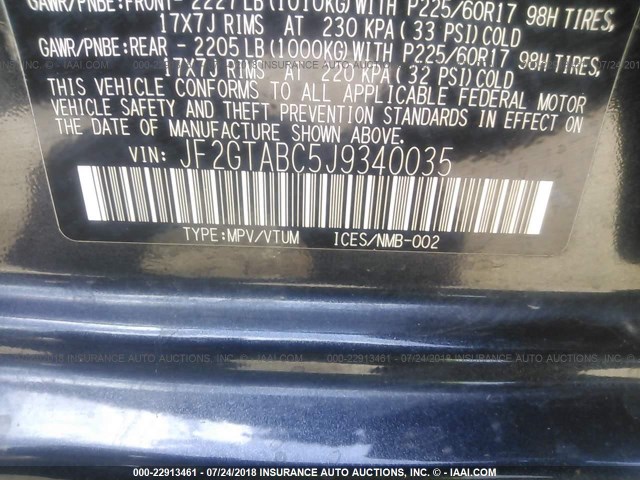 GAWR/PNBE:FRONT- 2227 LB(1010KG)WITH P225/60R17 98H TIRES,
17X7J RIMS AT 230 KPA(33 PSI)COLD
GAWR/PNBE:REAR - 2205 LB(1000KG)WITH P225/60R17 98H TIRES,
17X7J RIMS AT 220 KPA(32 PSI)COLD
THIS VEHICLE CONFORMS TO ALL APPLICABLE FEDERAL MOTOR
VEHICLE SAFETY AND THEFT PREVENTION STANDARDS IN EFFECT ON
THE DATE OF MANUFACTURE SHOWN ABOVE.
VIN: JF2GTABC5J9340035
TYPE:MPV/VTUM ICES/NMB-002
000-22913461 - 07/24/2018 INSURANCE AUTO AUCTIONS, INC. - © IAAI.COM